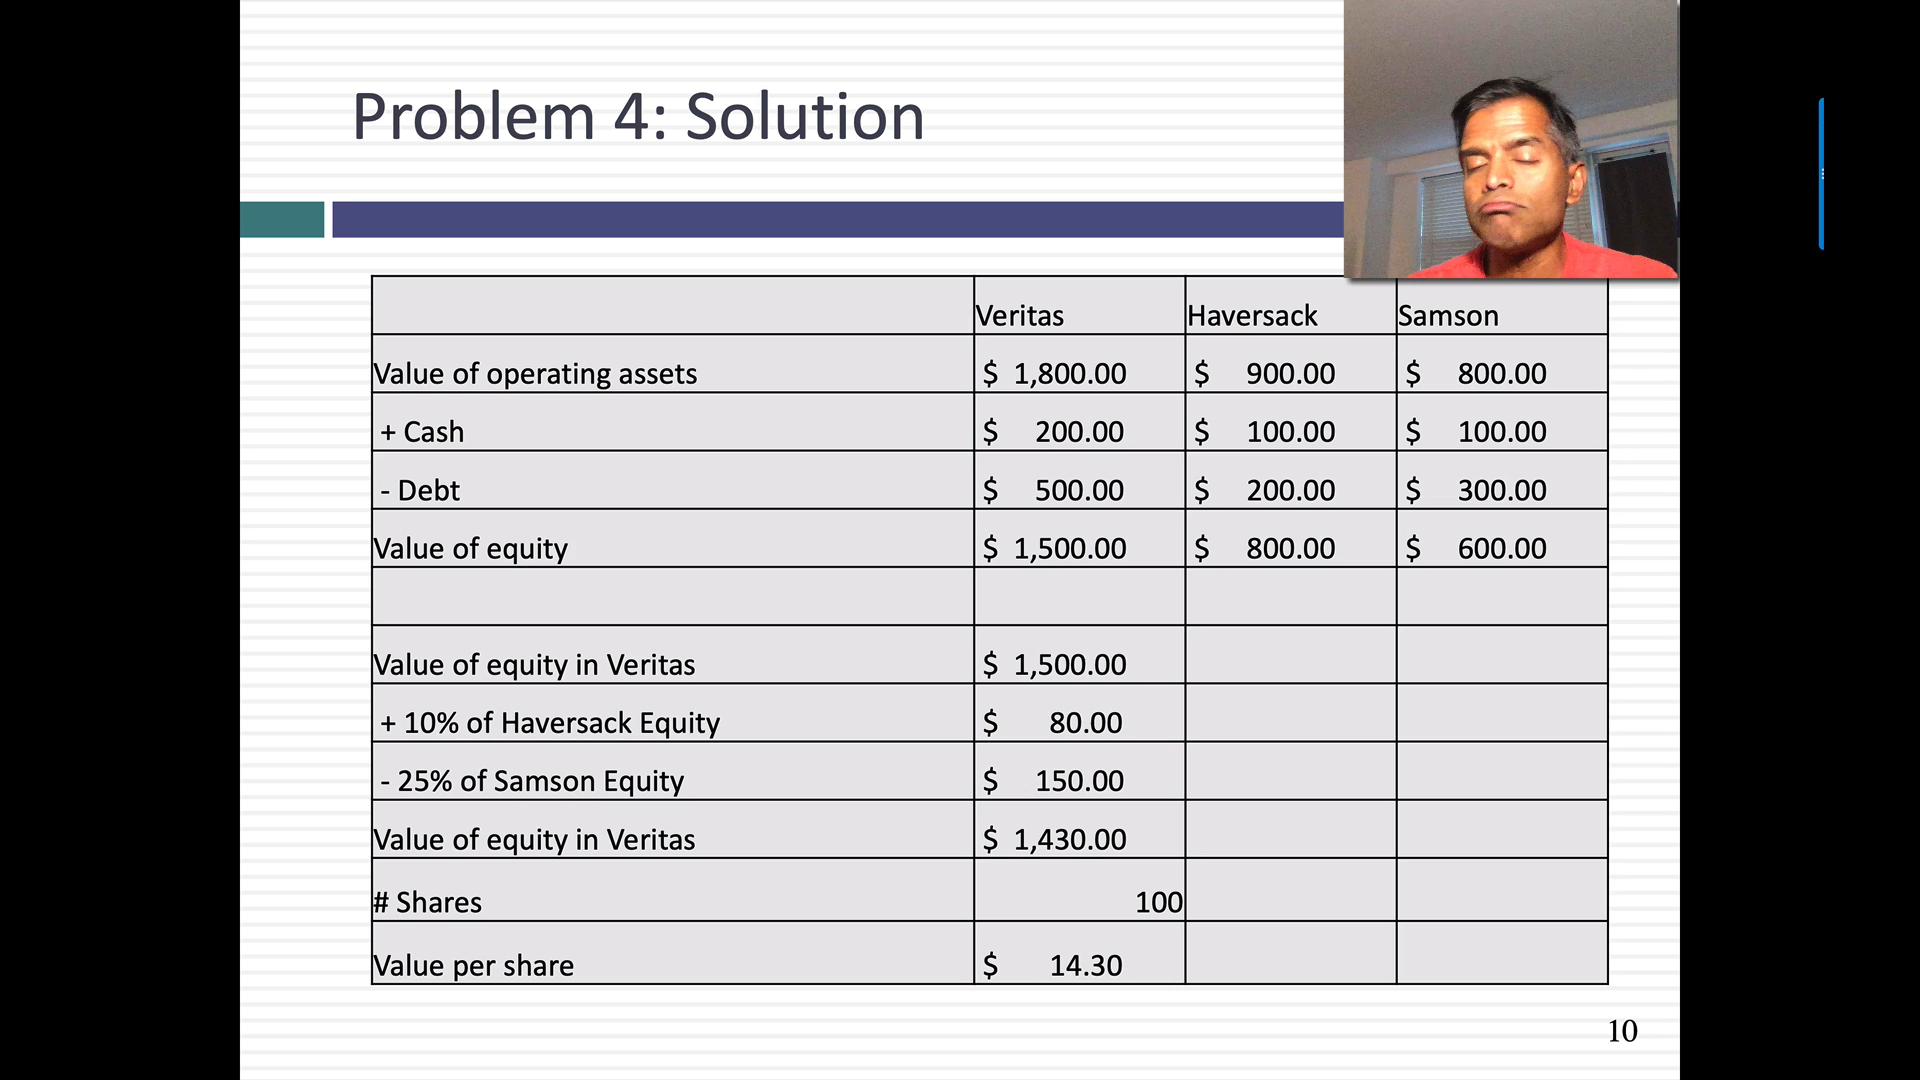 Problem 4: Solution
Veritas Haversack Samson
Value of operating assets $ 1,800.00 $ 900.00 $ 800.00
+ Cash $ 200.00 $ 100.00 $ 100.00
- Debt $ 500.00 $ 200.00 $ 300.00
Value of equity $ 1,500.00 $ 800.00 $ 600.00
Value of equity in Veritas $ 1,500.00
+ 10% of Haversack Equity $ 80.00
- 25% of Samson Equity $ 150.00
Value of equity in Veritas $ 1,430.00
# Shares 100
Value per share $ 14.30
10